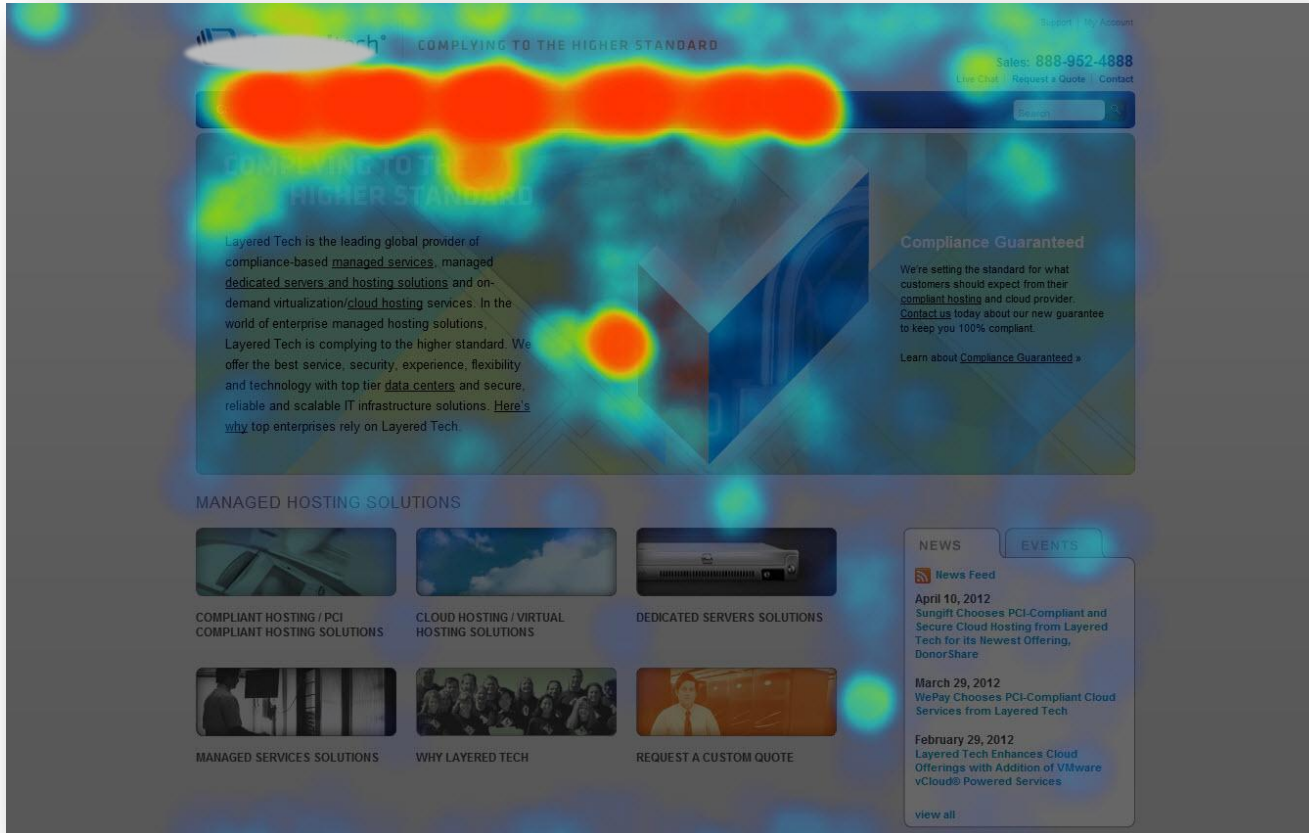 Support | My Account
COMPLYING TO THE HIGHER STANDARD
Sales: 888-952-4888
Live Chat | Request a Quote | Contact
Search
COMPLYING TO THE
HIGHER STANDARD
Layered Tech is the leading global provider of
compliance-based managed services, managed
dedicated servers and hosting solutions and on-
demand virtualization/cloud hosting services. In the
world of enterprise managed hosting solutions,
Layered Tech is complying to the higher standard. We
offer the best service, security, experience, flexibility
and technology with top tier data centers and secure,
reliable and scalable IT infrastructure solutions. Here's
why top enterprises rely on Layered Tech.
Compliance Guaranteed
We're setting the standard for what
customers should expect from their
compliant hosting and cloud provider.
Contact us today about our new guarantee
to keep you 100% compliant.
Learn about Compliance Guaranteed »
MANAGED HOSTING SOLUTIONS
COMPLIANT HOSTING / PCI
COMPLIANT HOSTING SOLUTIONS
CLOUD HOSTING / VIRTUAL
HOSTING SOLUTIONS
DEDICATED SERVERS SOLUTIONS
MANAGED SERVICES SOLUTIONS
WHY LAYERED TECH
REQUEST A CUSTOM QUOTE
NEWS
EVENTS
News Feed
April 10, 2012
Sungift Chooses PCI-Compliant and
Secure Cloud Hosting from Layered
Tech for its Newest Offering,
DonorShare
March 29, 2012
WePay Chooses PCI-Compliant Cloud
Services from Layered Tech
February 29, 2012
Layered Tech Enhances Cloud
Offerings with Addition of VMware
vCloud® Powered Services
view all